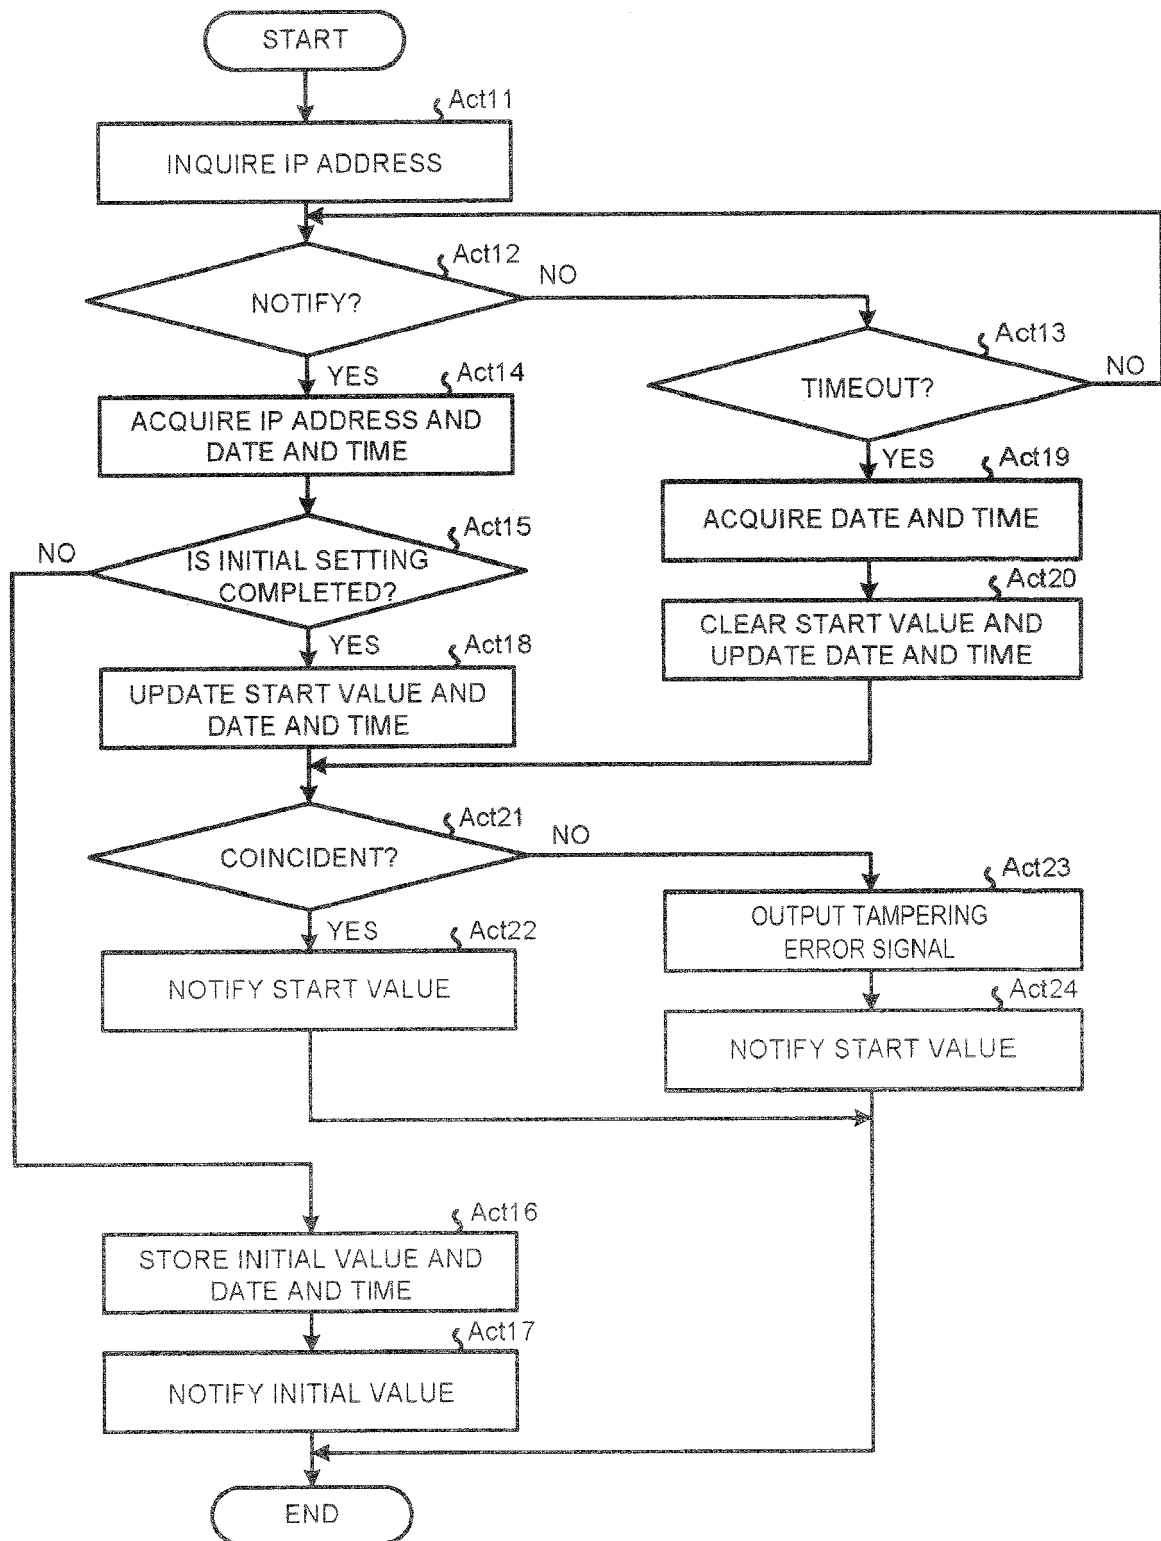 START
Act11
INQUIRE IP ADDRESS
Act12
NOTIFY?
NO
Act13
TIMEOUT?
NO
YES
Act14
ACQUIRE IP ADDRESS AND
DATE AND TIME
YES
Act19
ACQUIRE DATE AND TIME
Act15
NO
IS INITIAL SETTING
COMPLETED?
Act20
CLEAR START VALUE AND
UPDATE DATE AND TIME
YES
Act18
UPDATE START VALUE AND
DATE AND TIME
Act21
COINCIDENT?
NO
Act23
OUTPUT TAMPERING
ERROR SIGNAL
YES
Act22
NOTIFY START VALUE
Act24
NOTIFY START VALUE
Act16
STORE INITIAL VALUE AND
DATE AND TIME
Act17
NOTIFY INITIAL VALUE
END